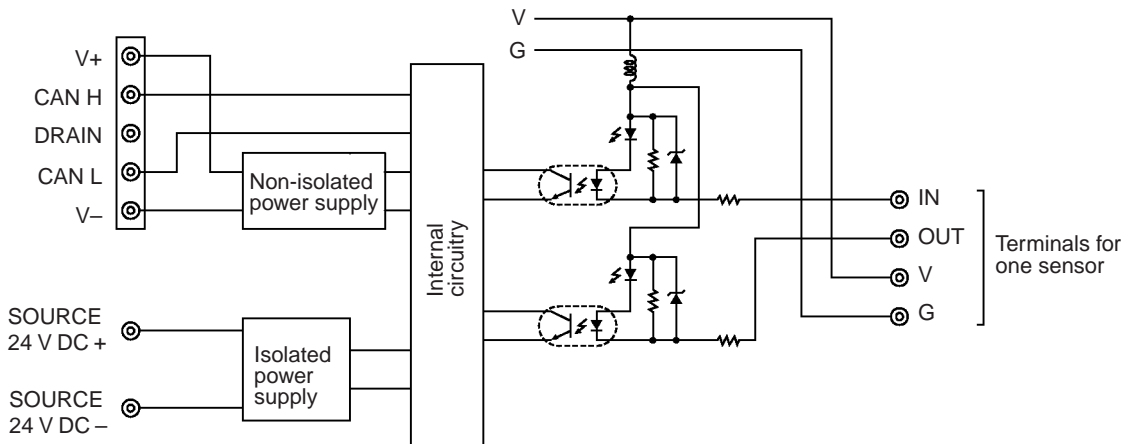 V+
CAN H
DRAIN
CAN L
V–
Non-isolated
power supply
SOURCE
24 V DC +
SOURCE
24 V DC –
Isolated
power
supply
Internal
circuitry
V
G
IN
OUT
V
G
Terminals for
one sensor